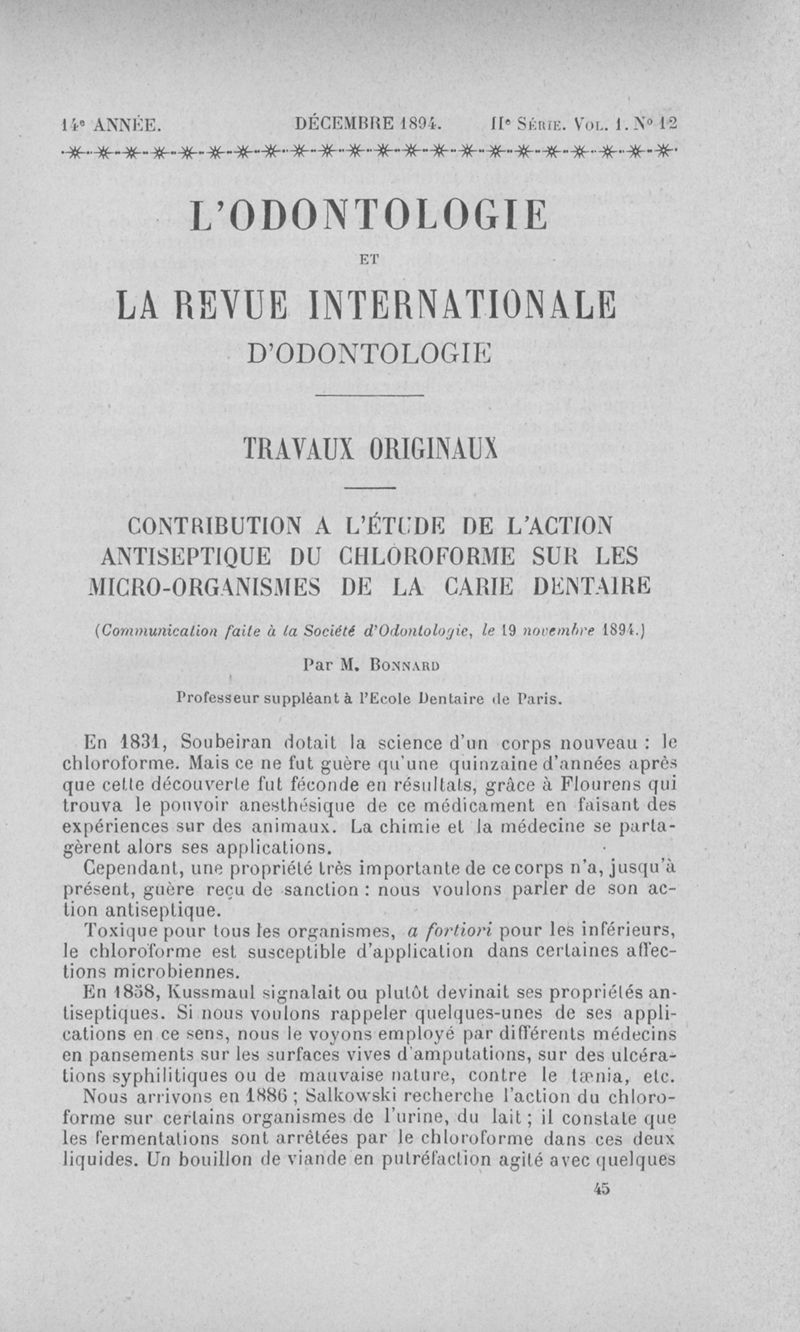 14e ANNÉE. DÉCEMBRE 1894. IIe SÉRIE. VOL. 1. No 12
L'ODONTOLOGIE
ET
LA REVUE INTERNATIONALE
D'ODONTOLOGIE
TRAVAUX ORIGINAUX
CONTRIBUTION A L'ÉTUDE DE L'ACTION
ANTISEPTIQUE DU CHLOROFORME SUR LES
MICRO-ORGANISMES DE LA CARIE DENTAIRE
(Communication faite à la Société d'Odontologie, le 19 novembre 1894.)
Par M. BONNARD
Professeur suppléant à l'Ecole Dentaire de Paris.
En 1831, Soubeiran dotait la science d'un corps nouveau : le
chloroforme. Mais ce ne fut guère qu'une quinzaine d'années après
que cette découverte fut féconde en résultats, grâce à Flourens qui
trouva le pouvoir anesthésique de ce médicament en faisant des
expériences sur des animaux. La chimie et la médecine se parta-
gèrent alors ses applications.
Cependant, une propriété très importante de ce corps n'a, jusqu'à
présent, guère reçu de sanction : nous voulons parler de son ac-
tion antiseptique.
Toxique pour tous les organismes, a fortiori pour les inférieurs,
le chloroforme est susceptible d'application dans certaines affec-
tions microbiennes.
En 1858, Kussmaul signalait ou plutôt devinait ses propriétés an-
tiseptiques. Si nous voulons rappeler quelques-unes de ses appli-
cations en ce sens, nous le voyons employé par différents médecins
en pansements sur les surfaces vives d'amputations, sur des ulcéra-
tions syphilitiques ou de mauvaise nature, contre le tænia, etc.
Nous arrivons en 1886 ; Salkowski recherche l'action du chloro-
forme sur certains organismes de l'urine, du lait ; il constate que
les fermentations sont arrêtées par le chloroforme dans ces deux
liquides. Un bouillon de viande en putréfaction agité avec quelques
45